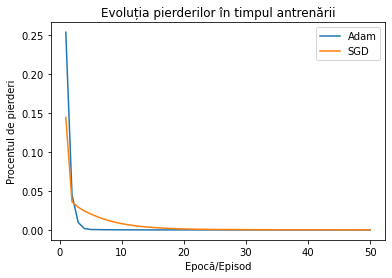 Evoluția pierderilor în timpul antrenării
Adam
SGD
Procentul de pierderi
0.25
0.20
0.15
0.10
0.05
0.00
0
10
20
30
40
50
Epocă/Episod